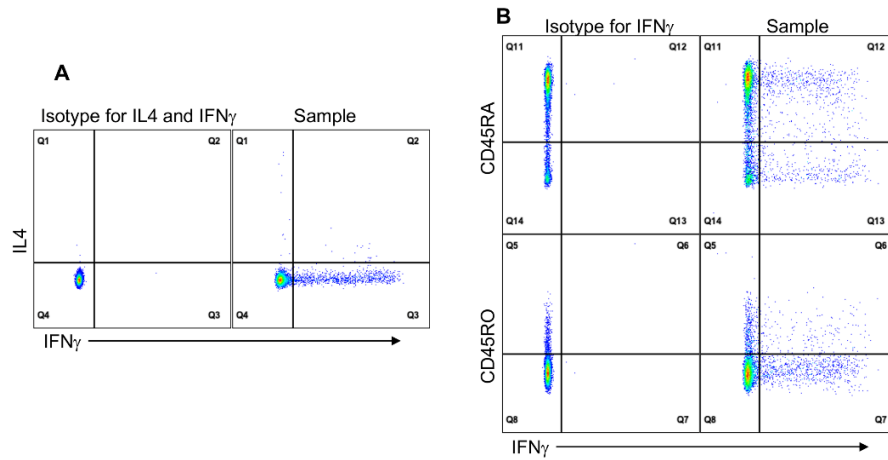 A
Isotype for IL4 and IFNγ
Sample
Q1
Q2
Q1
Q2
IL4
Q4
Q3
Q4
Q3
IFNγ
B
Isotype for IFNγ
Sample
Q11
Q12
Q11
Q12
CD45RA
Q14
Q13
Q14
Q13
Q5
Q6
Q5
Q6
CD45RO
Q8
Q7
Q8
Q7
IFNγ